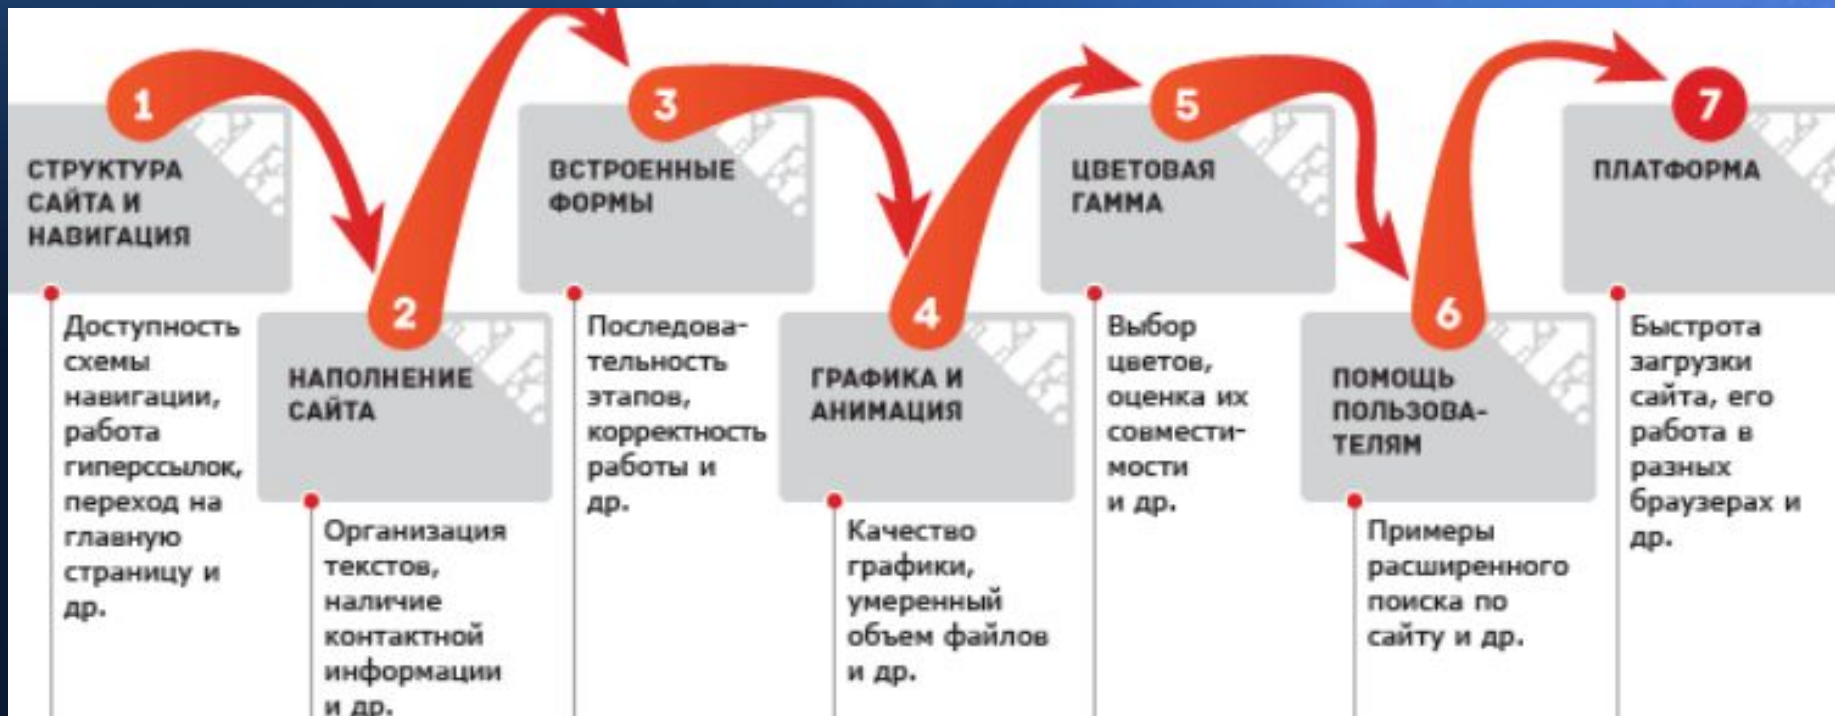 1
СТРУКТУРА
САЙТА И
НАВИГАЦИЯ
Доступность
схемы
навигации,
работа
гиперссылок,
переход на
главную
страницу и
др.
2
НАПОЛНЕНИЕ
САЙТА
Организация
текстов,
наличие
контактной
информации
и др.
3
ВСТРОЕННЫЕ
ФОРМЫ
Последова-
тельность
этапов,
корректность
работы и
др.
4
ГРАФИКА И
АНИМАЦИЯ
Качество
графики,
умеренный
объем файлов
и др.
5
ЦВЕТОВАЯ
ГАММА
Выбор
цветов,
оценка их
совмести-
мости
и др.
6
ПОМОЩЬ
ПОЛЬЗОВА-
ТЕЛЯМ
Примеры
расширенного
поиска по
сайту и др.
7
ПЛАТФОРМА
Быстрота
загрузки
сайта, его
работа в
разных
браузерах и
др.